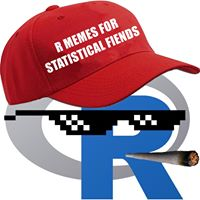 R MEMES FOR
STATISTICAL FIENDS
R